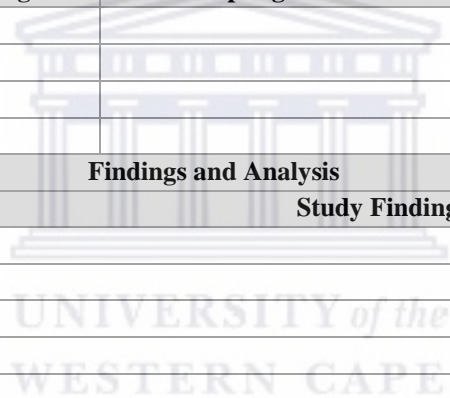 Findings and Analysis
Study Finding
UNIVERSITY of the
WESTERN CAPE